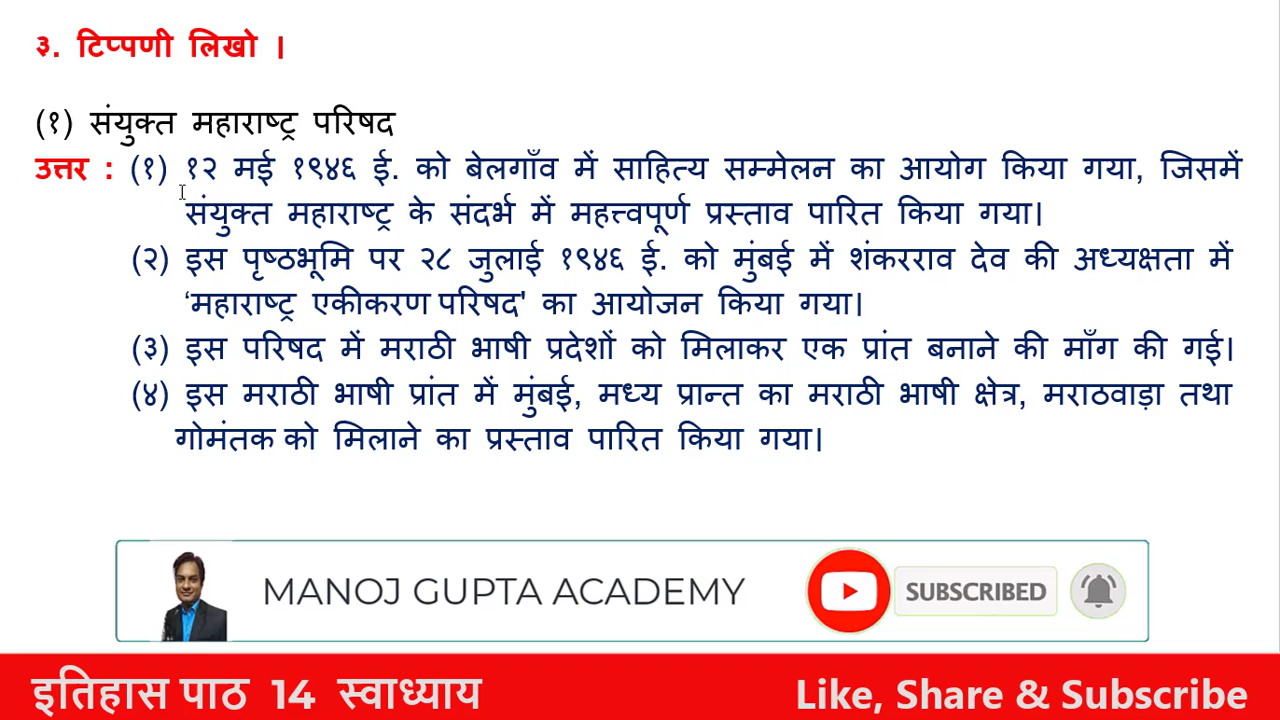 ३. टिप्पणी लिखो ।
(१) संयुक्त महाराष्ट्र परिषद
उत्तर : (१) १२ मई १९४६ ई. को बेलगाँव में साहित्य सम्मेलन का आयोग किया गया, जिसमें
संयुक्त महाराष्ट्र के संदर्भ में महत्त्वपूर्ण प्रस्ताव पारित किया गया।
(२) इस पृष्ठभूमि पर २८ जुलाई १९४६ ई. को मुंबई में शंकरराव देव की अध्यक्षता में
‘महाराष्ट्र एकीकरण परिषद' का आयोजन किया गया।
(३) इस परिषद में मराठी भाषी प्रदेशों को मिलाकर एक प्रांत बनाने की माँग की गई।
(४) इस मराठी भाषी प्रांत में मुंबई, मध्य प्रान्त का मराठी भाषी क्षेत्र, मराठवाड़ा तथा
गोमंतक को मिलाने का प्रस्ताव पारित किया गया।
MANOJ GUPTA ACADEMY SUBSCRIBED
इतिहास पाठ 14 स्वाध्याय Like, Share & Subscribe